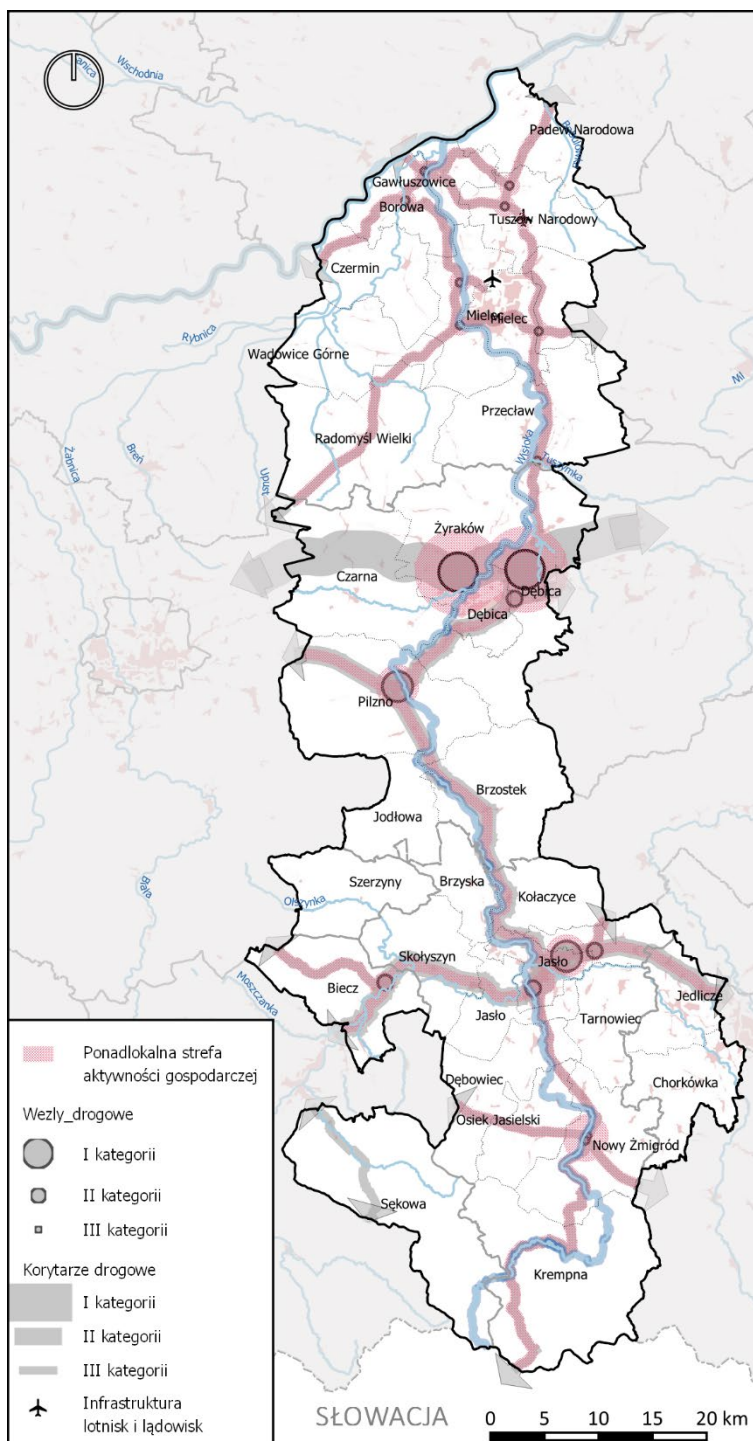 Wschodnia
Padew Narodowa
Gawłuszowice
Borowa
Tuszów Narodowy
Czermin
Rybnica
Mielec
Mielec
Wadowice Górne
Przecław
Radomyśl Wielki
Żabnica
Breń
Upust
Wisłoka
Tuszymka
Żyraków
Czarna
Dębica
Dębica
Pilzno
Brzostek
Jodłowa
Szerzyny
Brzyska
Kołaczyce
Biała
Olszynka
Skołyszyn
Jasło
Biecz
Moszczanka
Jasło
Jedlicze
Tarnowiec
Dębowiec
Chorkówka
Osiek Jasielski
Nowy Żmigród
Sękowa
Krempna
Ponadlokalna strefa
aktywności gospodarczej
Wezly_drogowe
I kategorii
II kategorii
III kategorii
Korytarze drogowe
I kategorii
II kategorii
III kategorii
Infrastruktura
lotnisk i lądowisk
SŁOWACJA
0 5 10 15 20 km